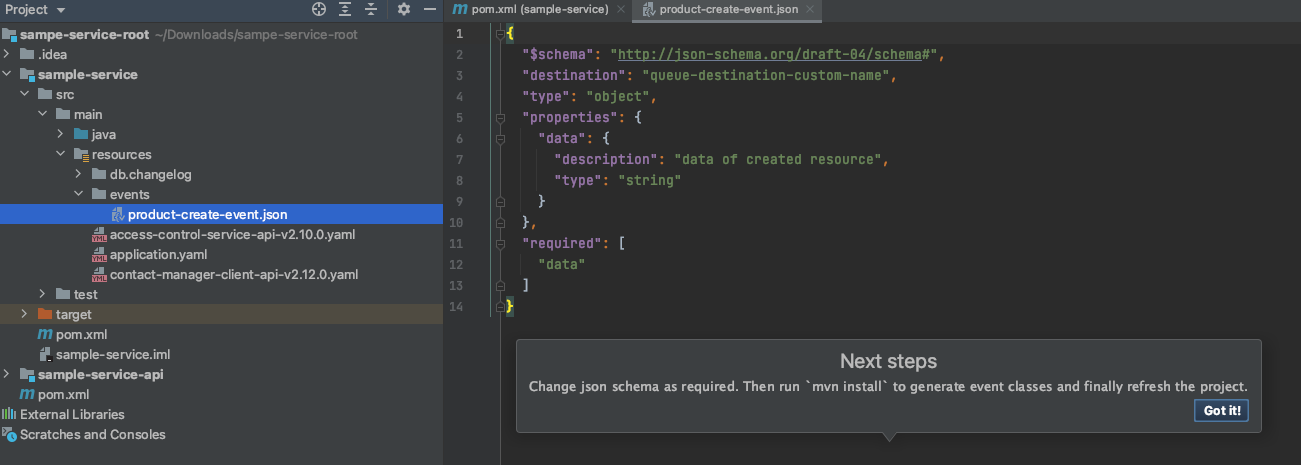 Project
sampe-service-root ~/Downloads/sampe-service-root
.idea
sample-service
src
main
java
resources
db.changelog
events
product-create-event.json
access-control-service-api-v2.10.0.yaml
application.yaml
contact-manager-client-api-v2.12.0.yaml
test
target
pom.xml
sample-service.iml
sample-service-api
pom.xml
External Libraries
Scratches and Consoles
pom.xml (sample-service)
product-create-event.json
1 {
2 "$schema": "http://json-schema.org/draft-04/schema#",
3 "destination": "queue-destination-custom-name",
4 "type": "object",
5 "properties": {
6 "data": {
7 "description": "data of created resource",
8 "type": "string"
9 }
10 },
11 "required": [
12 "data"
13 ]
14 }
Next steps
Change json schema as required. Then run `mvn install` to generate event classes and finally refresh the project.
Got it!